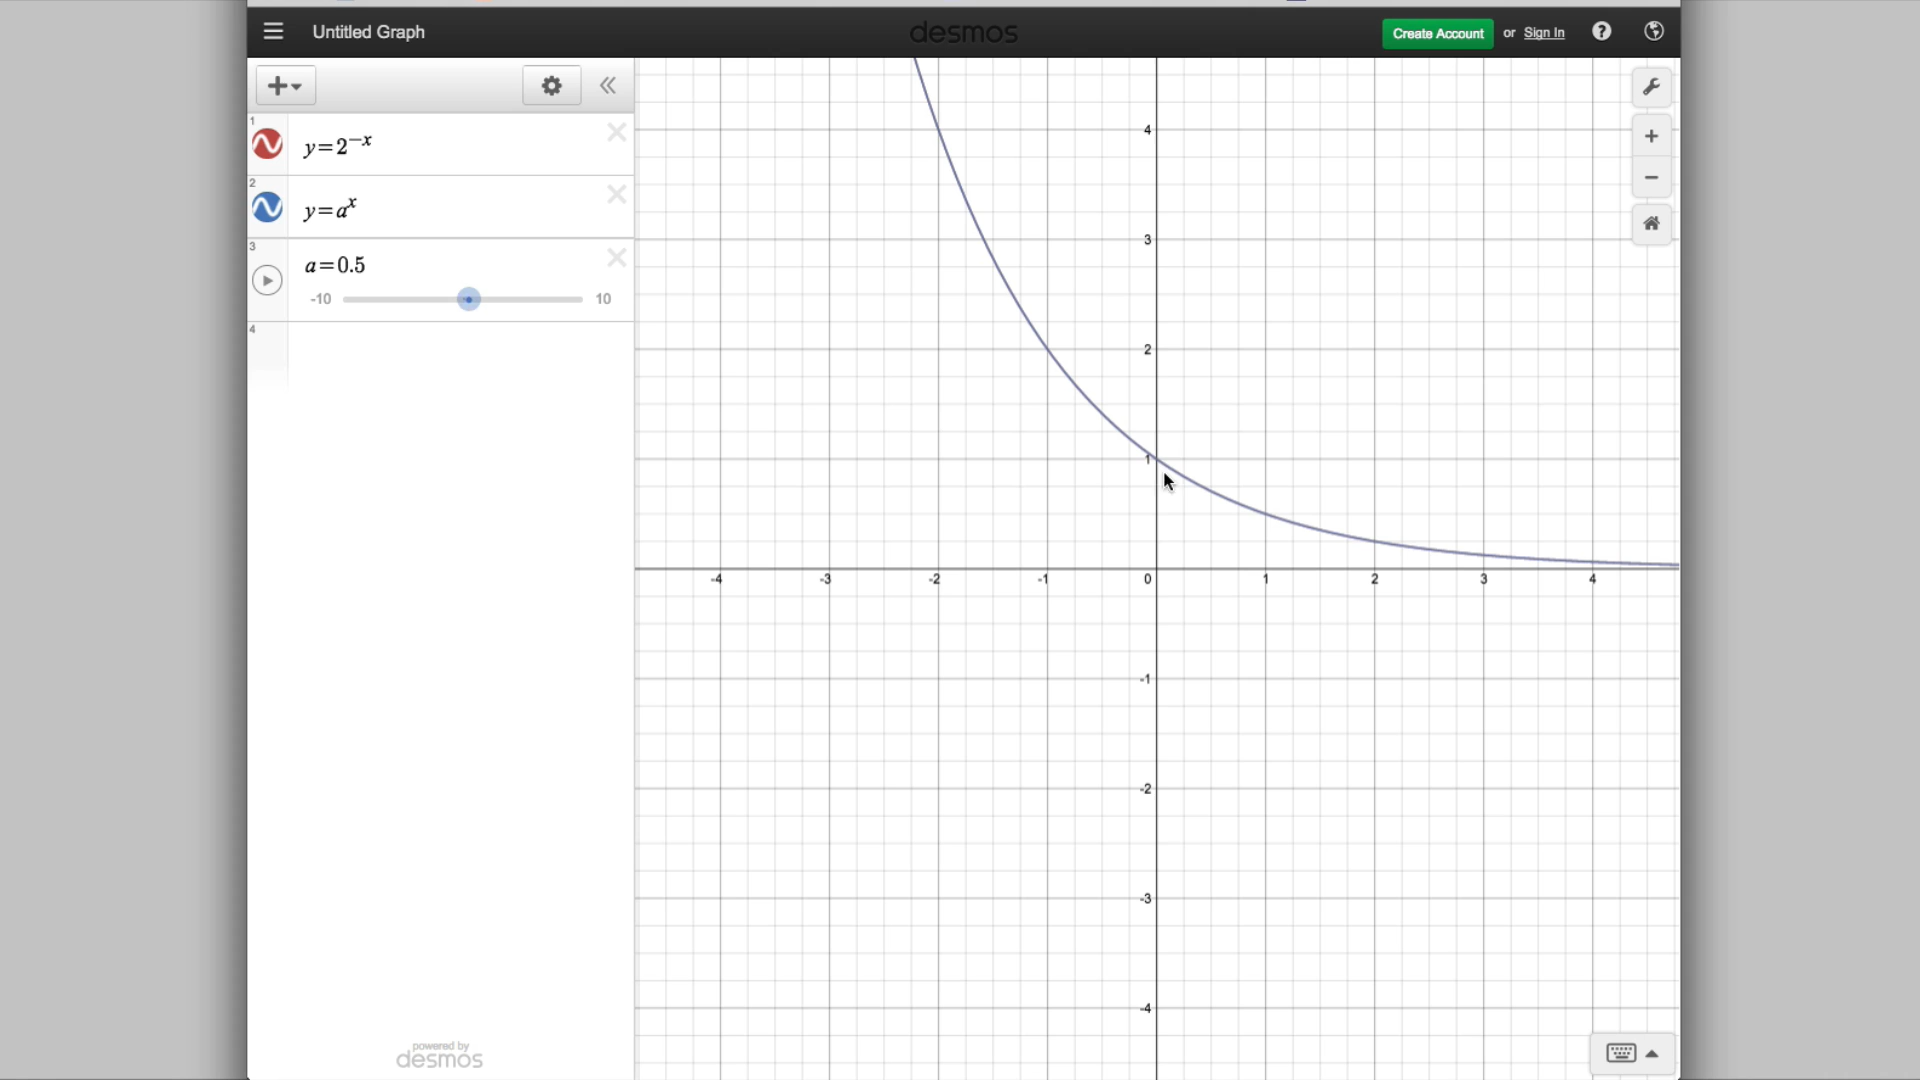 Untitled Graph
desmos
Create Account or Sign In
1
y=2^{-x}
2
y=a^x
3
a=0.5
-10 10
4
powered by
desmos
4
3
2
1
-4 -3 -2 -1 0 1 2 3 4
-1
-2
-3
-4